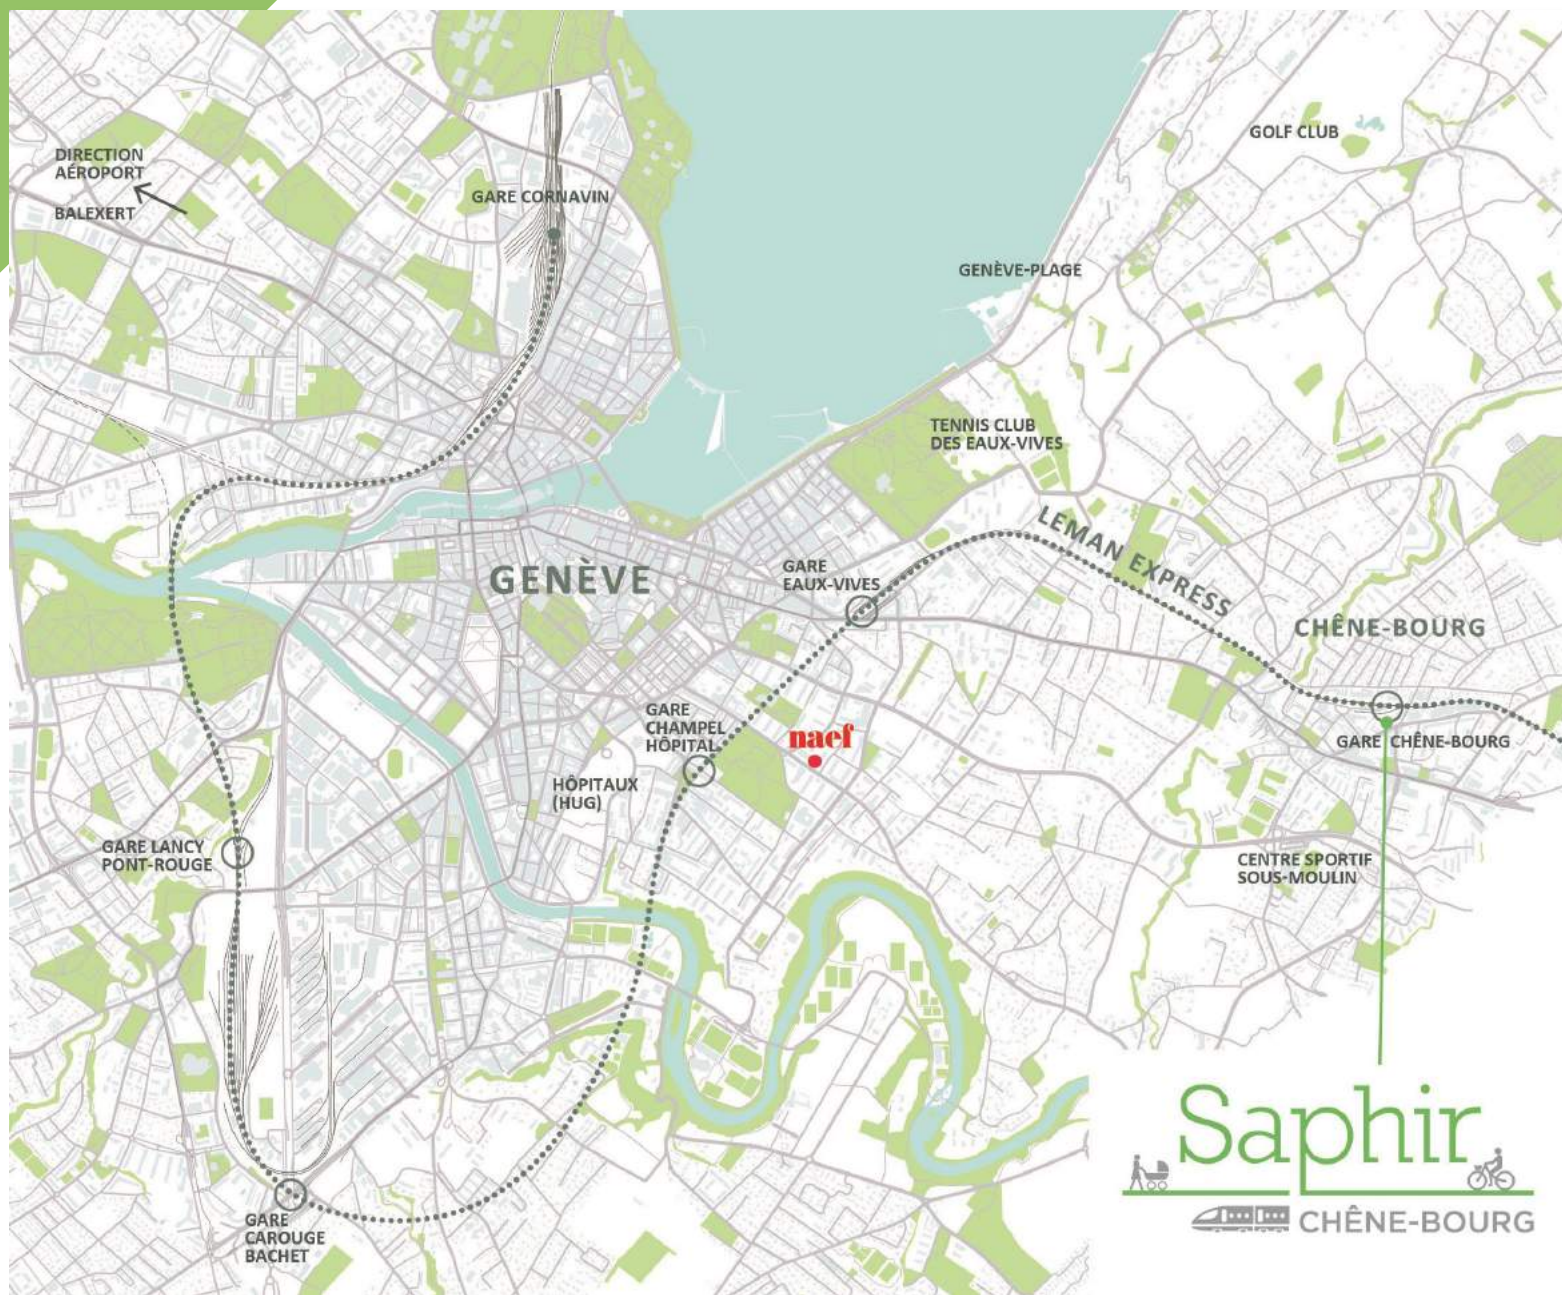 DIRECTION
AÉROPORT
BALEXERT
GARE CORNAVIN
GOLF CLUB
GENÈVE-PLAGE
TENNIS CLUB
DES EAUX-VIVES
LEMAN EXPRESS
GENÈVE
GARE
EAUX-VIVES
CHÊNE-BOURG
GARE
CHAMPEL
HÔPITAL
naef
GARE CHÊNE-BOURG
HÔPITAUX
(HUG)
GARE LANCY
PONT-ROUGE
CENTRE SPORTIF
SOUS-MOULIN
GARE
CAROUGE
BACHET
Saphir
CHÊNE-BOURG